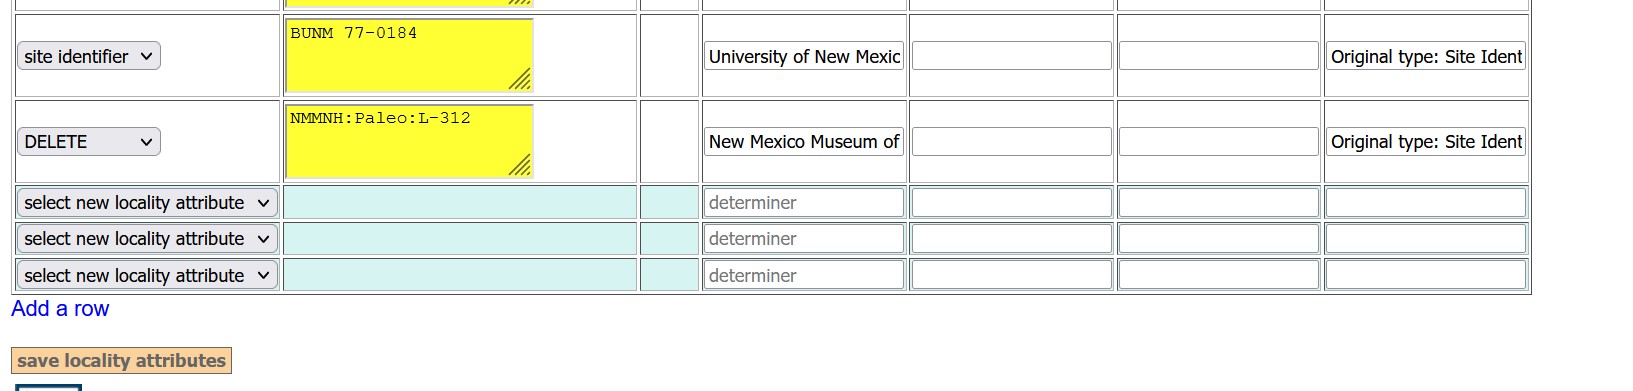 site identifier
BUNM 77-0184
University of New Mexic
Original type: Site Ident
DELETE
NMMNH:Paleo:L-312
New Mexico Museum of
Original type: Site Ident
select new locality attribute
determiner
select new locality attribute
determiner
select new locality attribute
determiner
Add a row
save locality attributes